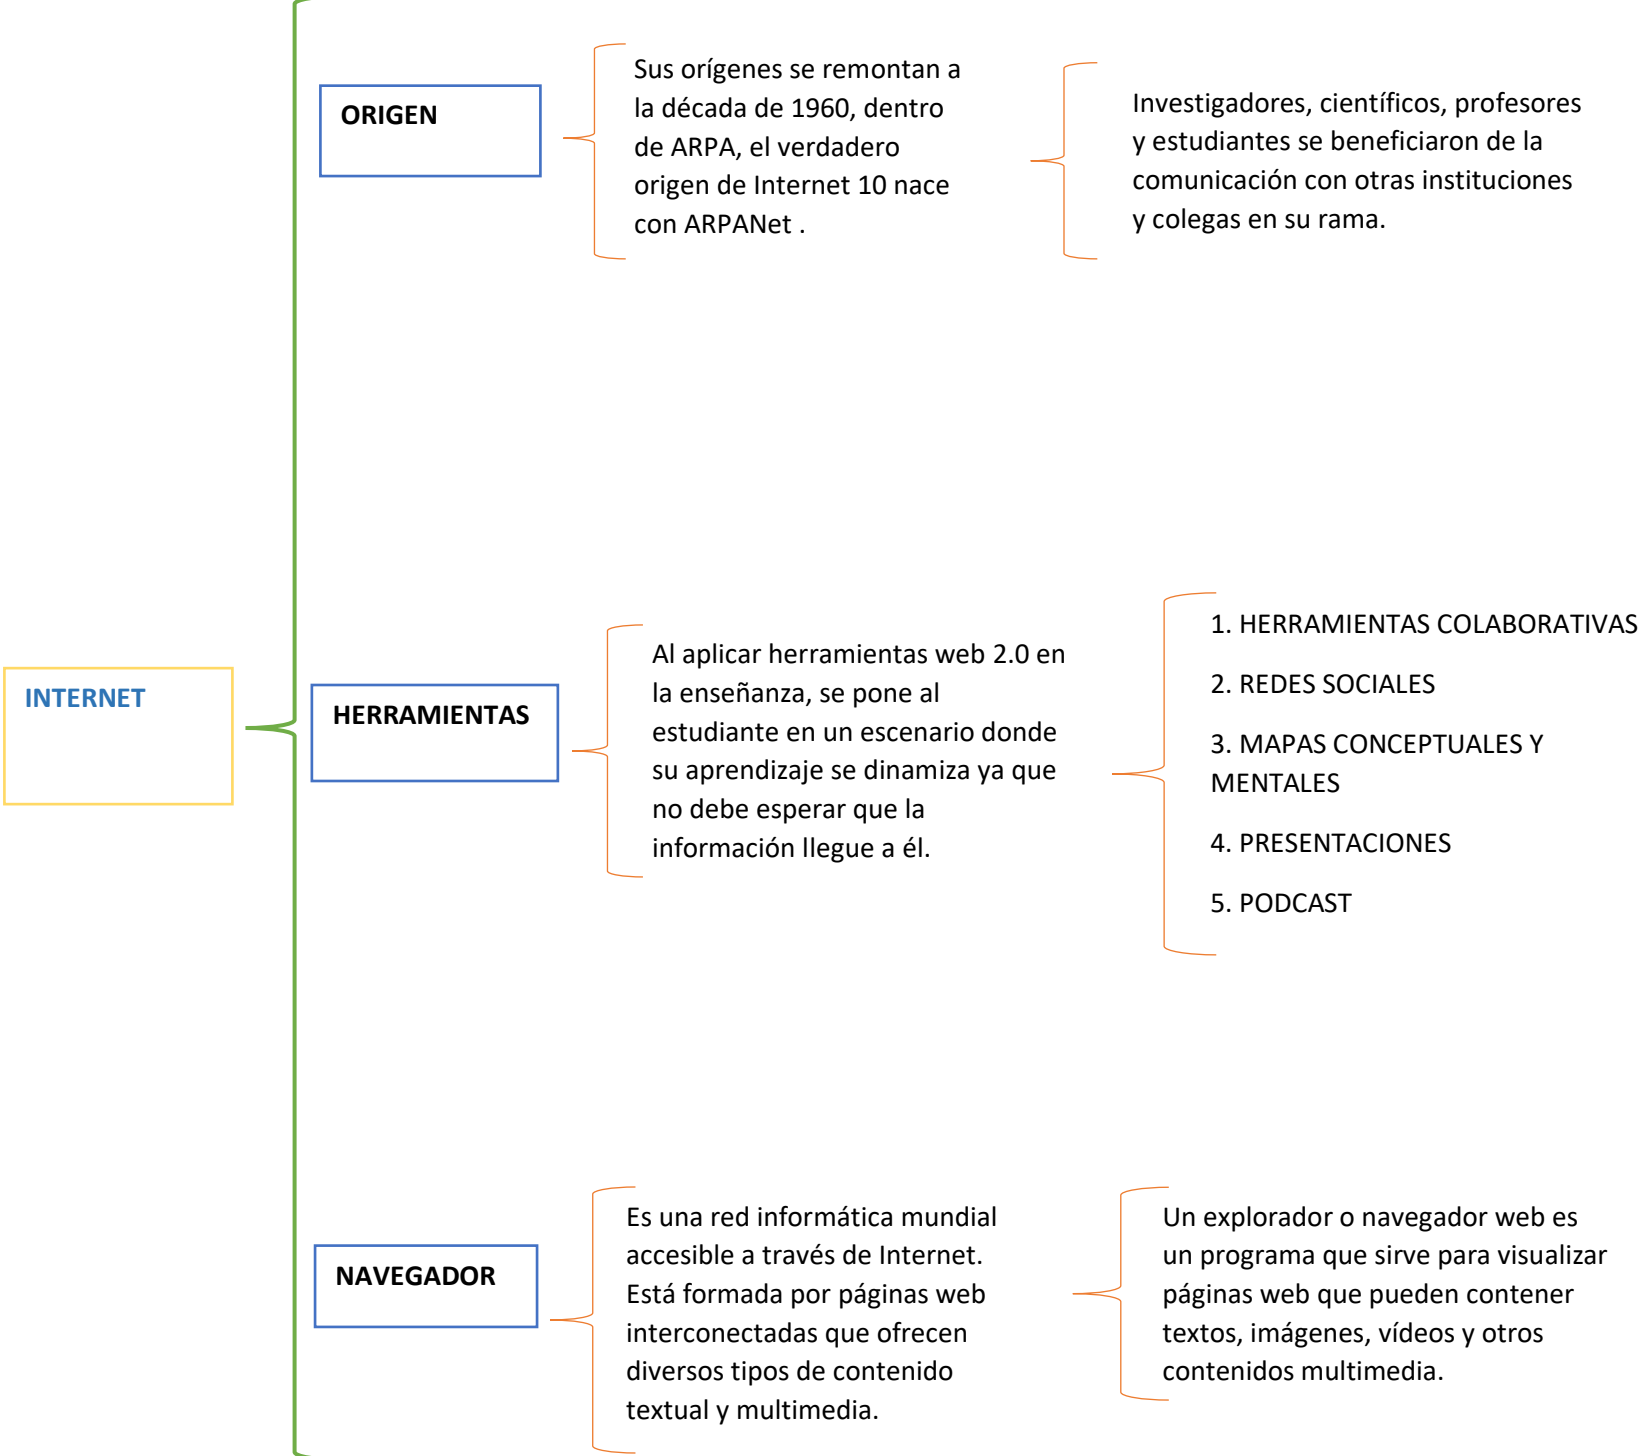 ORIGEN
Sus orígenes se remontan a
la década de 1960, dentro
de ARPA, el verdadero
origen de Internet 10 nace
con ARPANet .
Investigadores, científicos, profesores
y estudiantes se beneficiaron de la
comunicación con otras instituciones
y colegas en su rama.
INTERNET
HERRAMIENTAS
Al aplicar herramientas web 2.0 en
la enseñanza, se pone al
estudiante en un escenario donde
su aprendizaje se dinamiza ya que
no debe esperar que la
información llegue a él.
1. HERRAMIENTAS COLABORATIVAS
2. REDES SOCIALES
3. MAPAS CONCEPTUALES Y
MENTALES
4. PRESENTACIONES
5. PODCAST
NAVEGADOR
Es una red informática mundial
accesible a través de Internet.
Está formada por páginas web
interconectadas que ofrecen
diversos tipos de contenido
textual y multimedia.
Un explorador o navegador web es
un programa que sirve para visualizar
páginas web que pueden contener
textos, imágenes, vídeos y otros
contenidos multimedia.